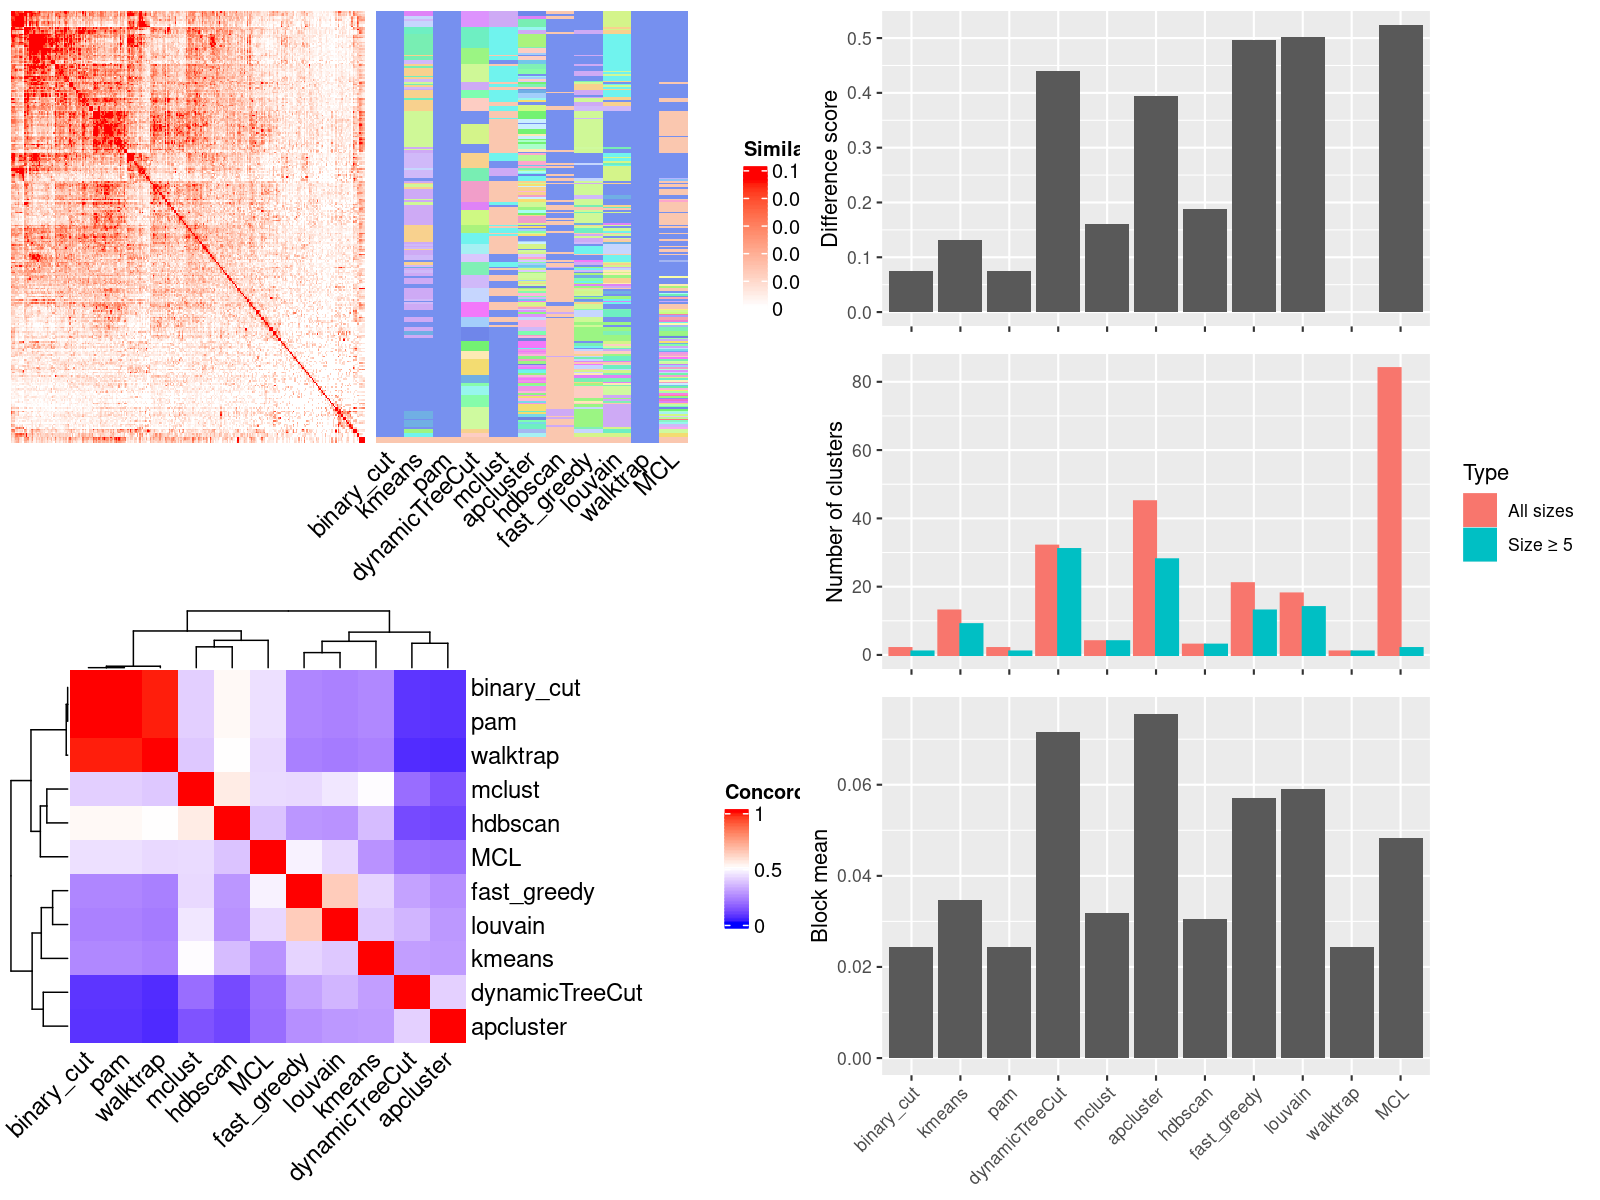 Simila
0.1
0.0
0.0
0.0
0.0
0
binary_cut
kmeans
pam
dynamicTreeCut
mclust
apcluster
hdbscan
fast_greedy
louvain
walktrap
MCL
binary_cut
pam
walktrap
mclust
hdbscan
MCL
fast_greedy
louvain
kmeans
dynamicTreeCut
apcluster
binary_cut
pam
walktrap
mclust
hdbscan
MCL
fast_greedy
louvain
kmeans
dynamicTreeCut
apcluster
Concord
1
0.5
0
Difference score
0.5
0.4
0.3
0.2
0.1
0.0
Number of clusters
80
60
40
20
0
Type
All sizes
Size ≥ 5
Block mean
0.06
0.04
0.02
0.00
binary_cut
kmeans
pam
dynamicTreeCut
mclust
apcluster
hdbscan
fast_greedy
louvain
walktrap
MCL